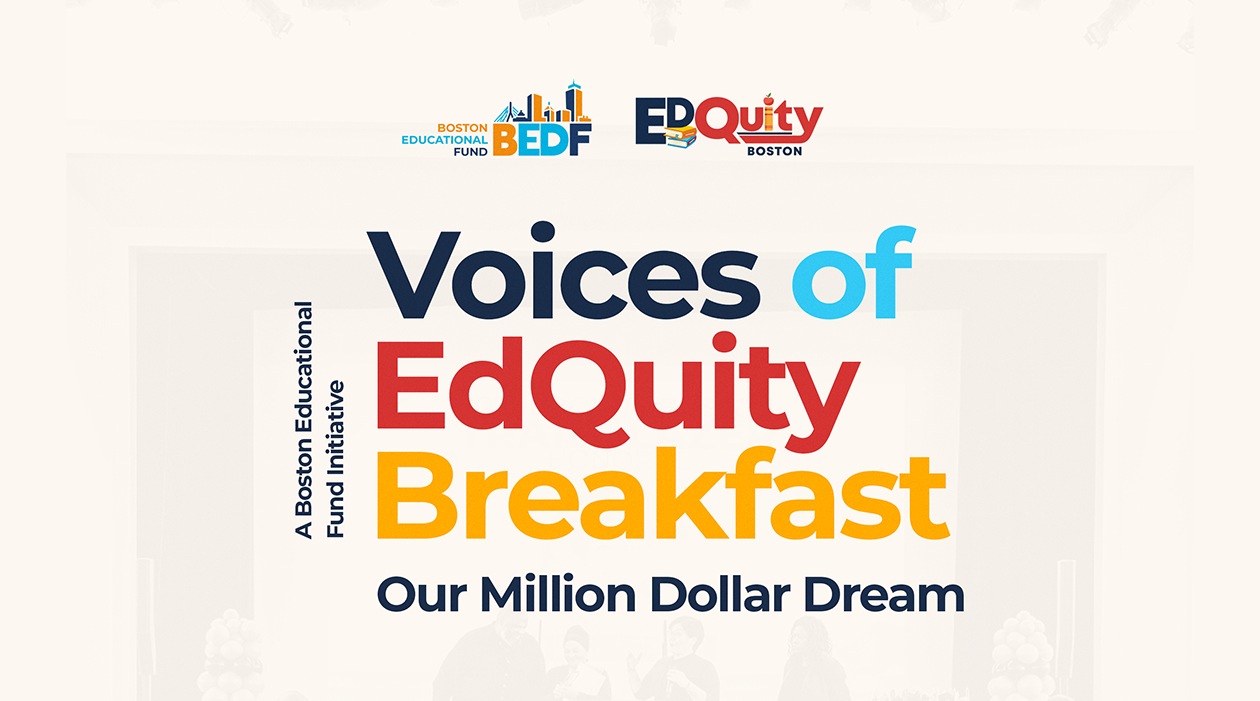 BOSTON
EDUCATIONAL
FUND
BEDF
EDQuity
BOSTON
A Boston Educational
Fund Initiative
Voices of
EdQuity
Breakfast
Our Million Dollar Dream